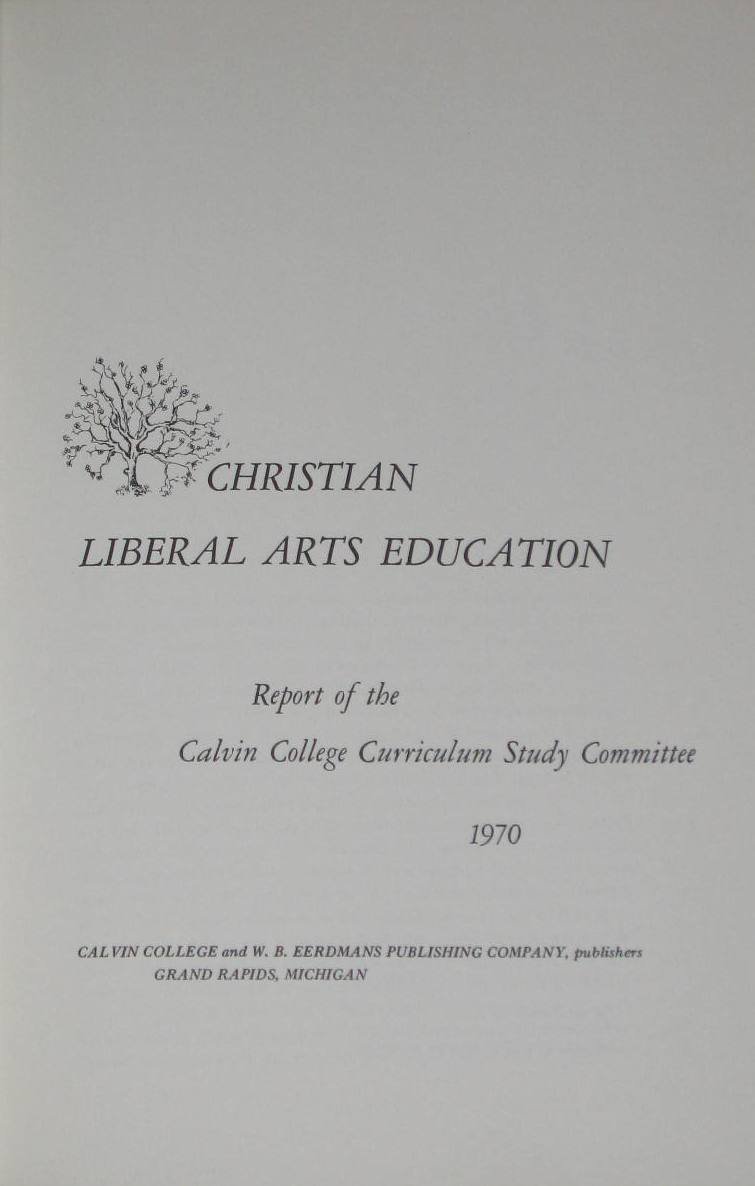 CHRISTIAN
LIBERAL ARTS EDUCATION
Report of the
Calvin College Curriculum Study Committee
1970
CALVIN COLLEGE and W. B. EERDMANS PUBLISHING COMPANY, publishers
GRAND RAPIDS, MICHIGAN